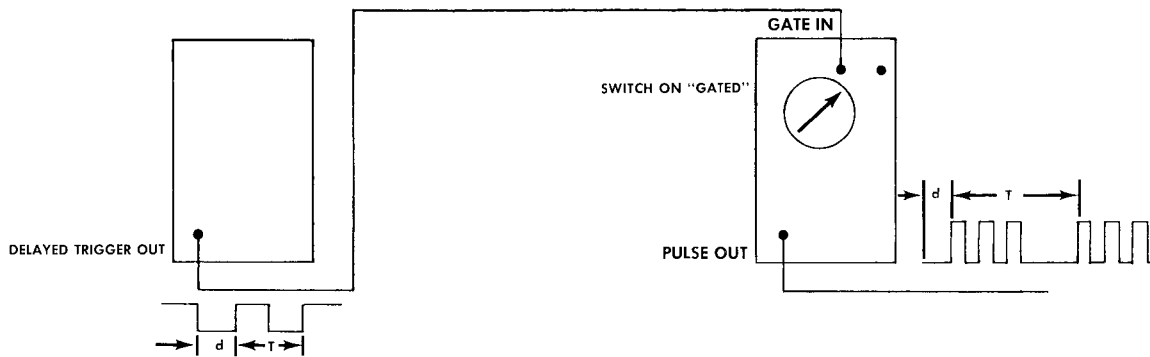 GATE IN
SWITCH ON "GATED"
d
T
DELAYED TRIGGER OUT
PULSE OUT
d
T